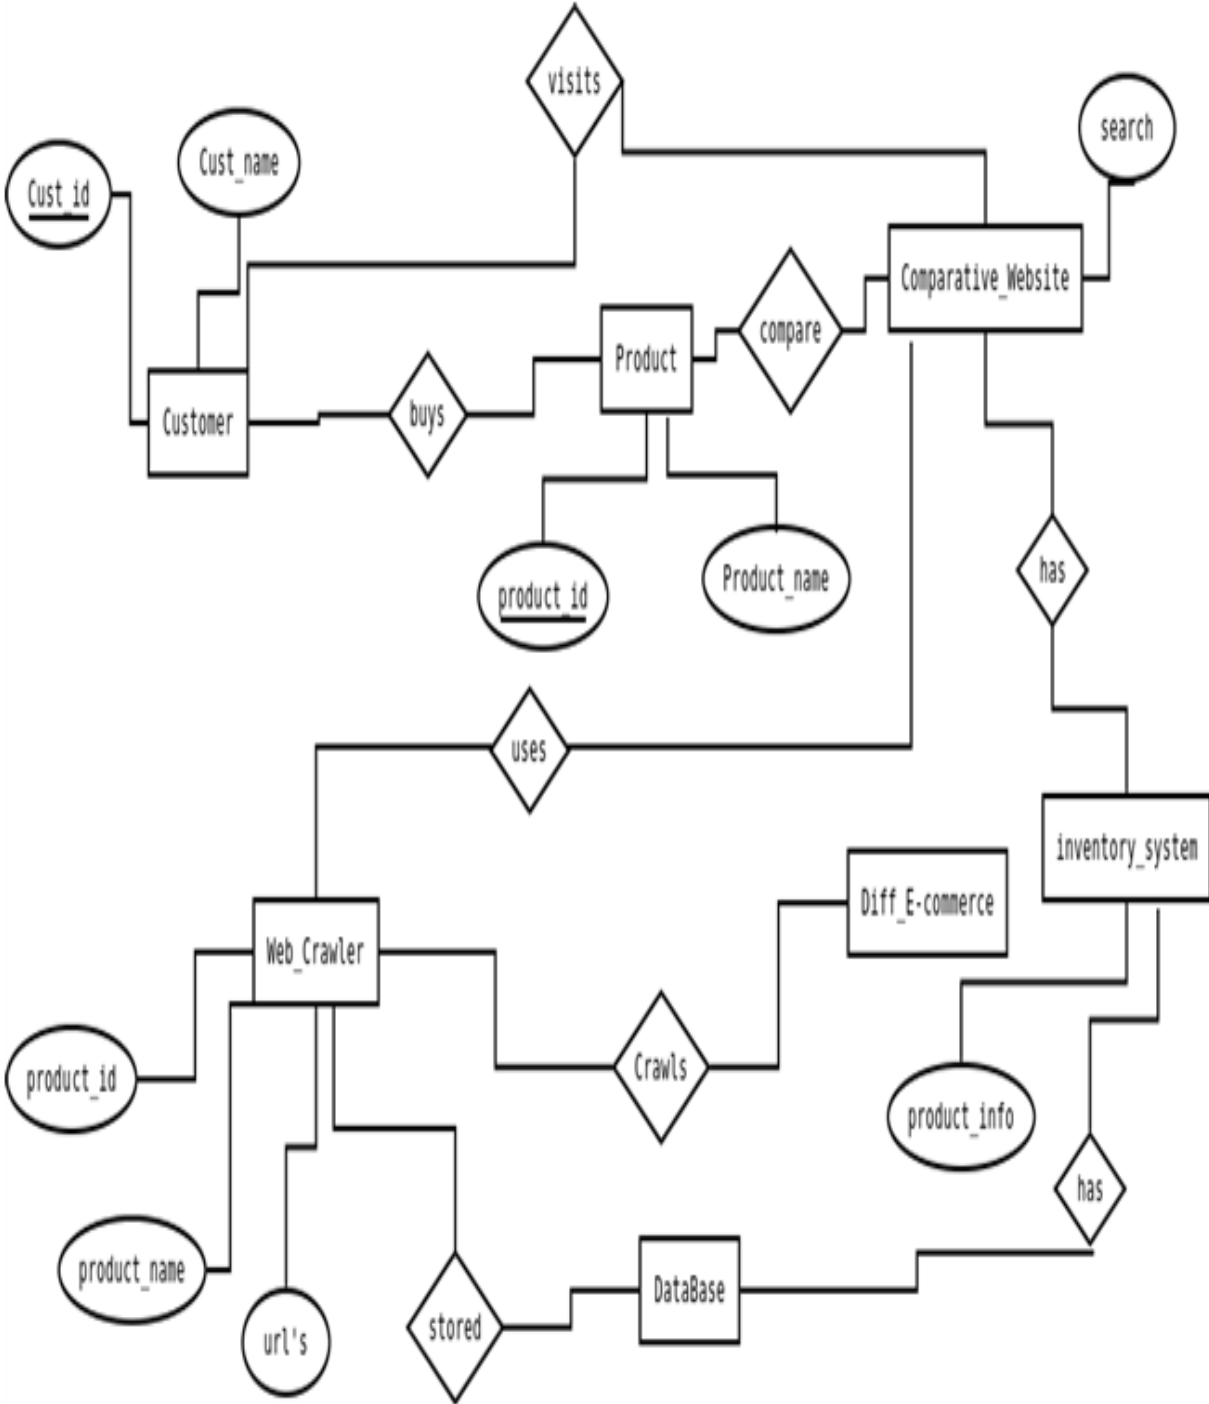 visits
search
Cust_name
Cust_id
Comparative_Website
compare
Product
buys
Customer
has
Product_name
product_id
uses
inventory_system
Diff_E-commerce
Web_Crawler
Crawls
product_id
product_info
has
product_name
DataBase
stored
url's